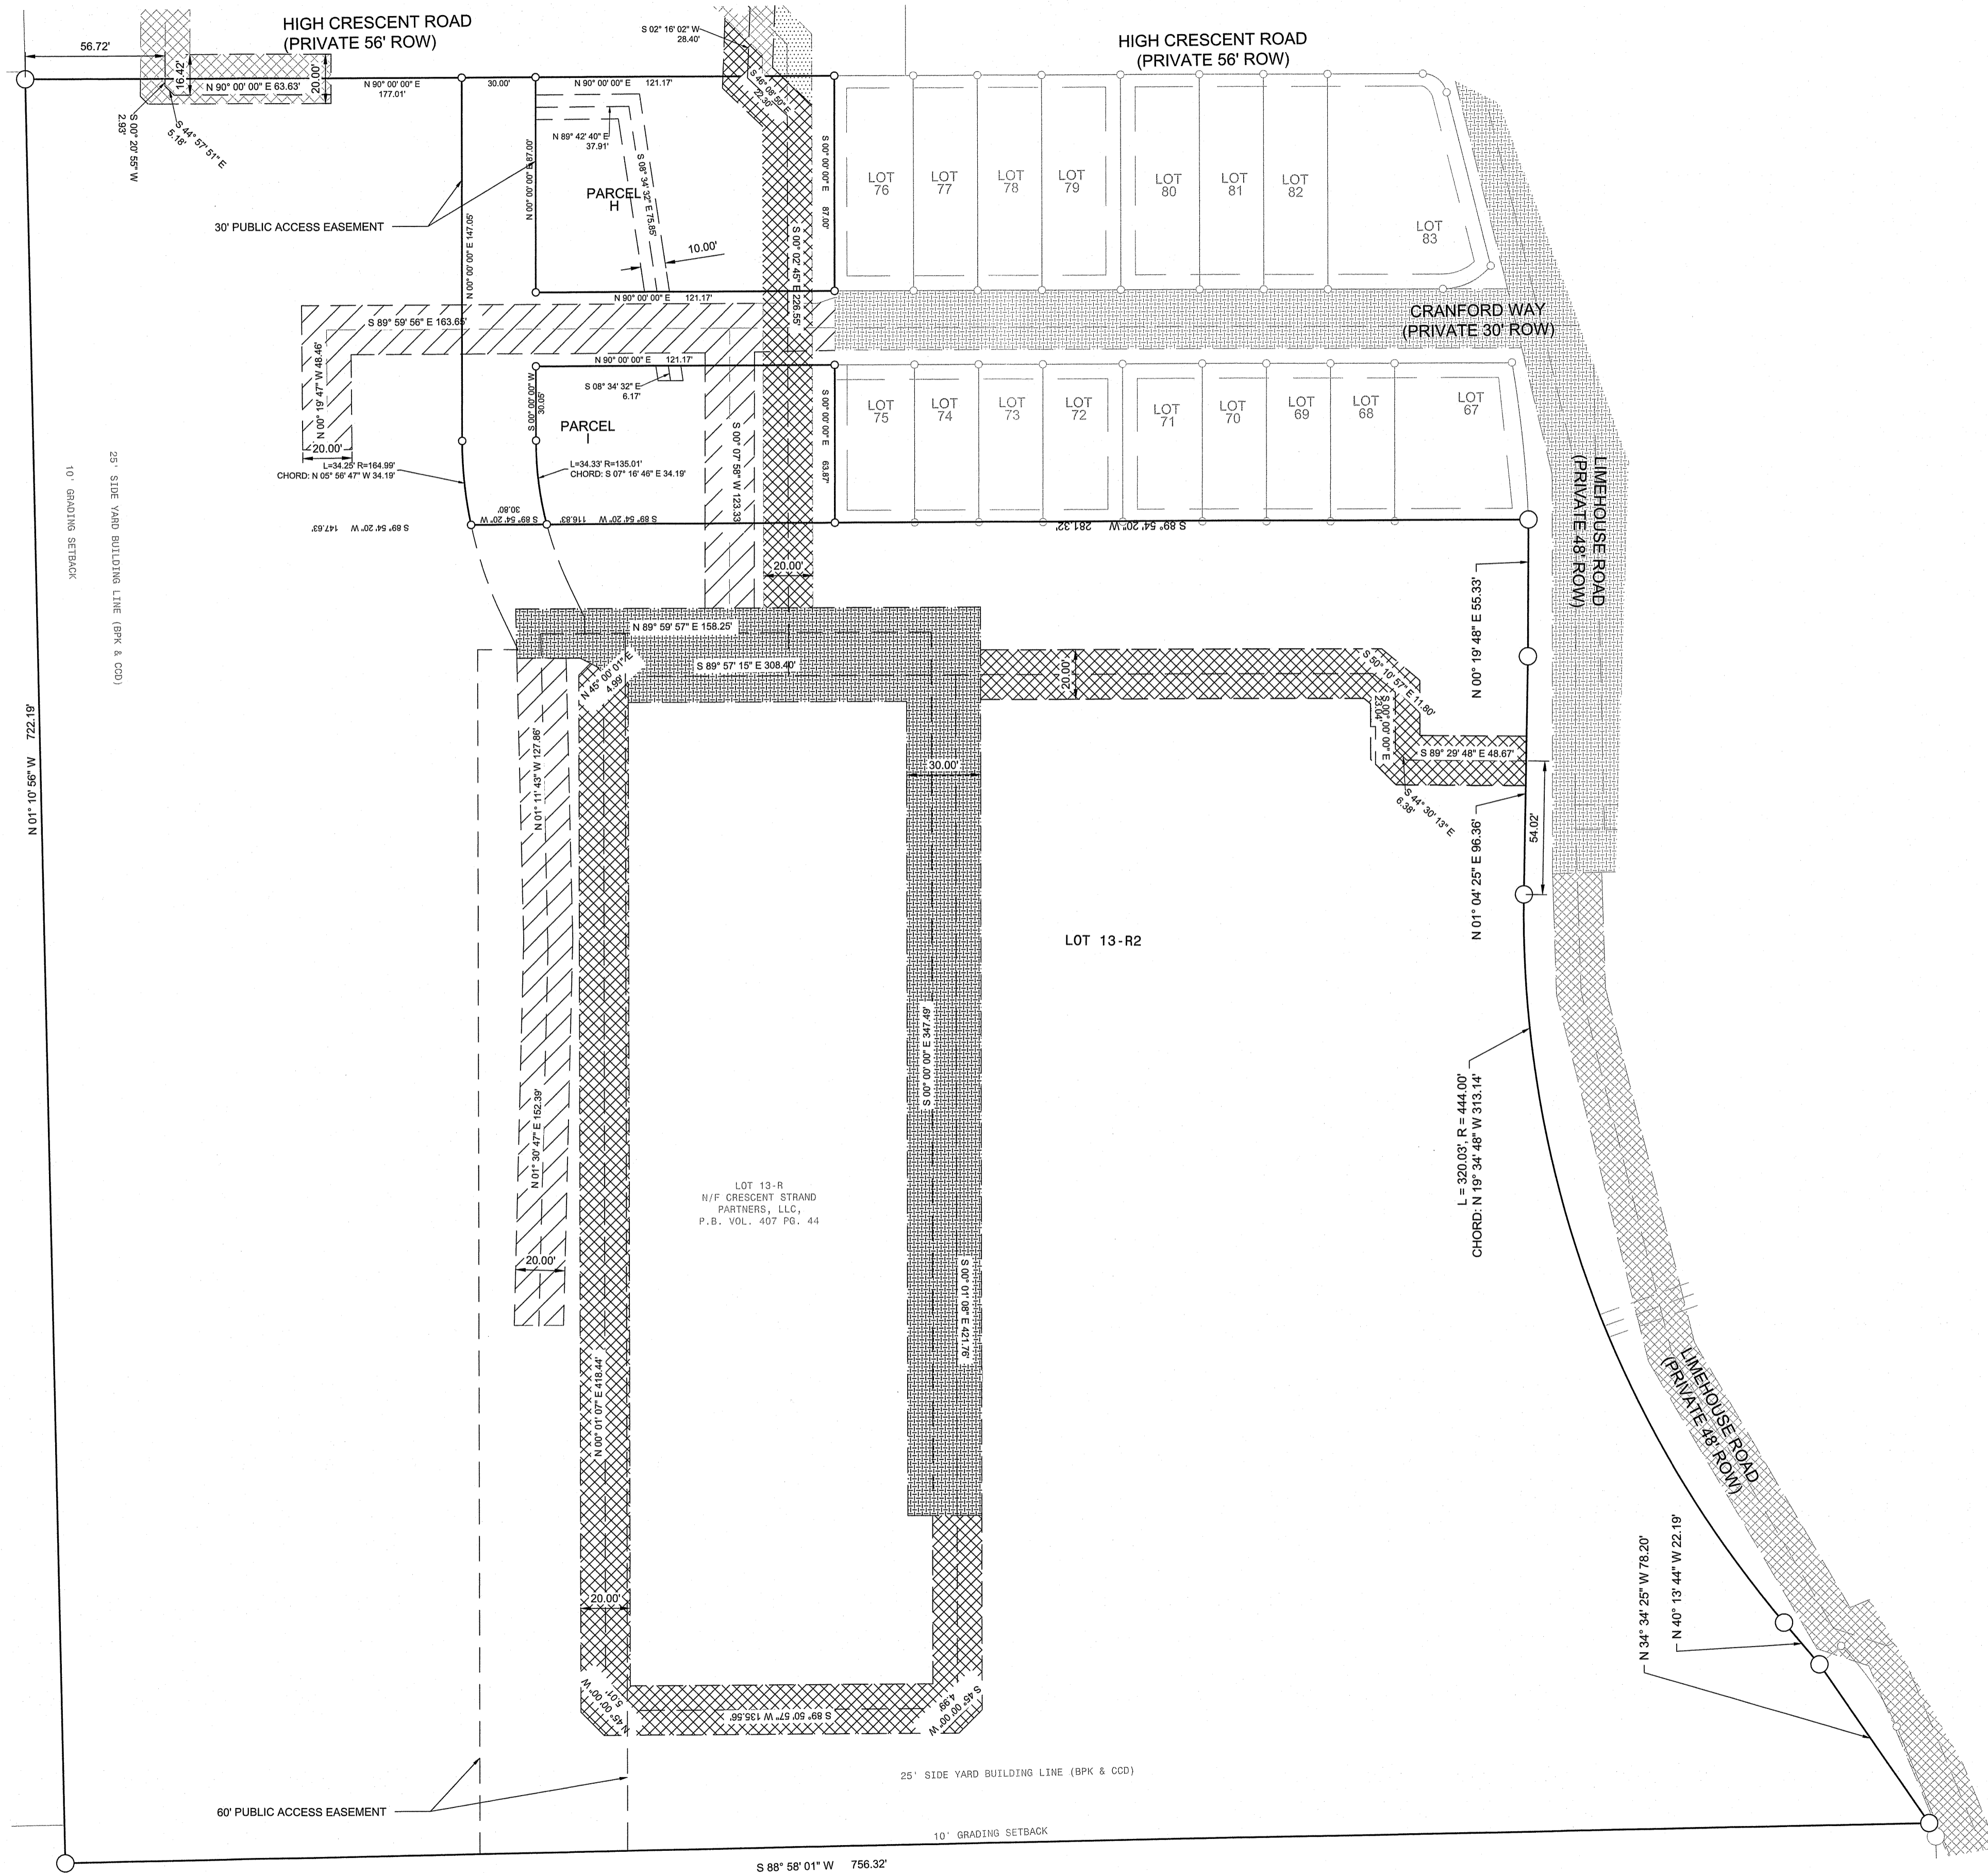 HIGH CRESCENT ROAD
(PRIVATE 56' ROW)
HIGH CRESCENT ROAD
(PRIVATE 56' ROW)
56.72'
16.42'
N 90° 00' 00" E 63.63'
20.00'
S 00° 20' 55" W
2.93'
S 44° 57' 51" E
5.18'
N 90° 00' 00" E
177.01'
30.00'
N 90° 00' 00" E 121.17'
S 02° 16' 02" W
28.40'
S 46° 08' 50" E
22.30'
N 89° 42' 40" E
37.91'
N 00° 00' 00" E 87.00'
S 08° 34' 32" E 75.85'
PARCEL
H
10.00'
30' PUBLIC ACCESS EASEMENT
N 00° 00' 00" E 147.05'
S 00° 02' 45" E 226.55'
S 00° 00' 00" E 87.00'
LOT
76
LOT
77
LOT
78
LOT
79
LOT
80
LOT
81
LOT
82
LOT
83
N 90° 00' 00" E 121.17'
CRANFORD WAY
(PRIVATE 30' ROW)
S 89° 59' 56" E 163.65'
N 00° 19' 47" W 48.46'
20.00'
N 90° 00' 00" E 121.17'
S 08° 34' 32" E
6.17'
S 00° 00' 00" W
30.05'
PARCEL
I
L=34.25' R=164.99'
CHORD: N 05° 56' 47" W 34.19'
L=34.33' R=135.01'
CHORD: S 07° 16' 46" E 34.19'
S 00° 07' 58" W 123.33'
S 00° 00' 00" E 63.87'
LOT
75
LOT
74
LOT
73
LOT
72
LOT
71
LOT
70
LOT
69
LOT
68
LOT
67
S 89° 54' 20" W 147.63'
S 89° 54' 20" W
30.80'
S 89° 54' 20" W 116.83'
S 89° 54' 20" W 281.32'
LIMEHOUSE ROAD
(PRIVATE 48' ROW)
10' GRADING SETBACK
25' SIDE YARD BUILDING LINE (BPK & CCD)
N 01° 10' 56" W 722.19'
20.00'
N 89° 59' 57" E 158.25'
S 89° 57' 15" E 308.40'
N 45° 00' 01" E
4.99'
20.00'
S 50° 10' 57" E 11.80'
S 00° 00' 00" E
23.04'
S 89° 29' 48" E 48.67'
S 44° 30' 13" E
6.38'
N 00° 19' 48" E 55.33'
N 01° 04' 25" E 96.36'
54.02'
30.00'
N 01° 11' 43" W 127.86'
LOT 13-R2
S 00° 00' 00" E 347.49'
N 01° 30' 47" E 152.39'
L = 320.03', R = 444.00'
CHORD: N 19° 34' 48" W 313.14'
LOT 13-R
N/F CRESCENT STRAND
PARTNERS, LLC,
P.B. VOL. 407 PG. 44
20.00'
S 00° 01' 08" E 421.76'
N 00° 01' 07" E 418.44'
LIMEHOUSE ROAD
(PRIVATE 48' ROW)
N 34° 34' 25" W 78.20'
N 40° 13' 44" W 22.19'
20.00'
N 45° 00' 00" W
5.01'
S 89° 50' 57" W 135.56'
S 45° 00' 00" W
4.99'
25' SIDE YARD BUILDING LINE (BPK & CCD)
60' PUBLIC ACCESS EASEMENT
10' GRADING SETBACK
S 88° 58' 01" W 756.32'